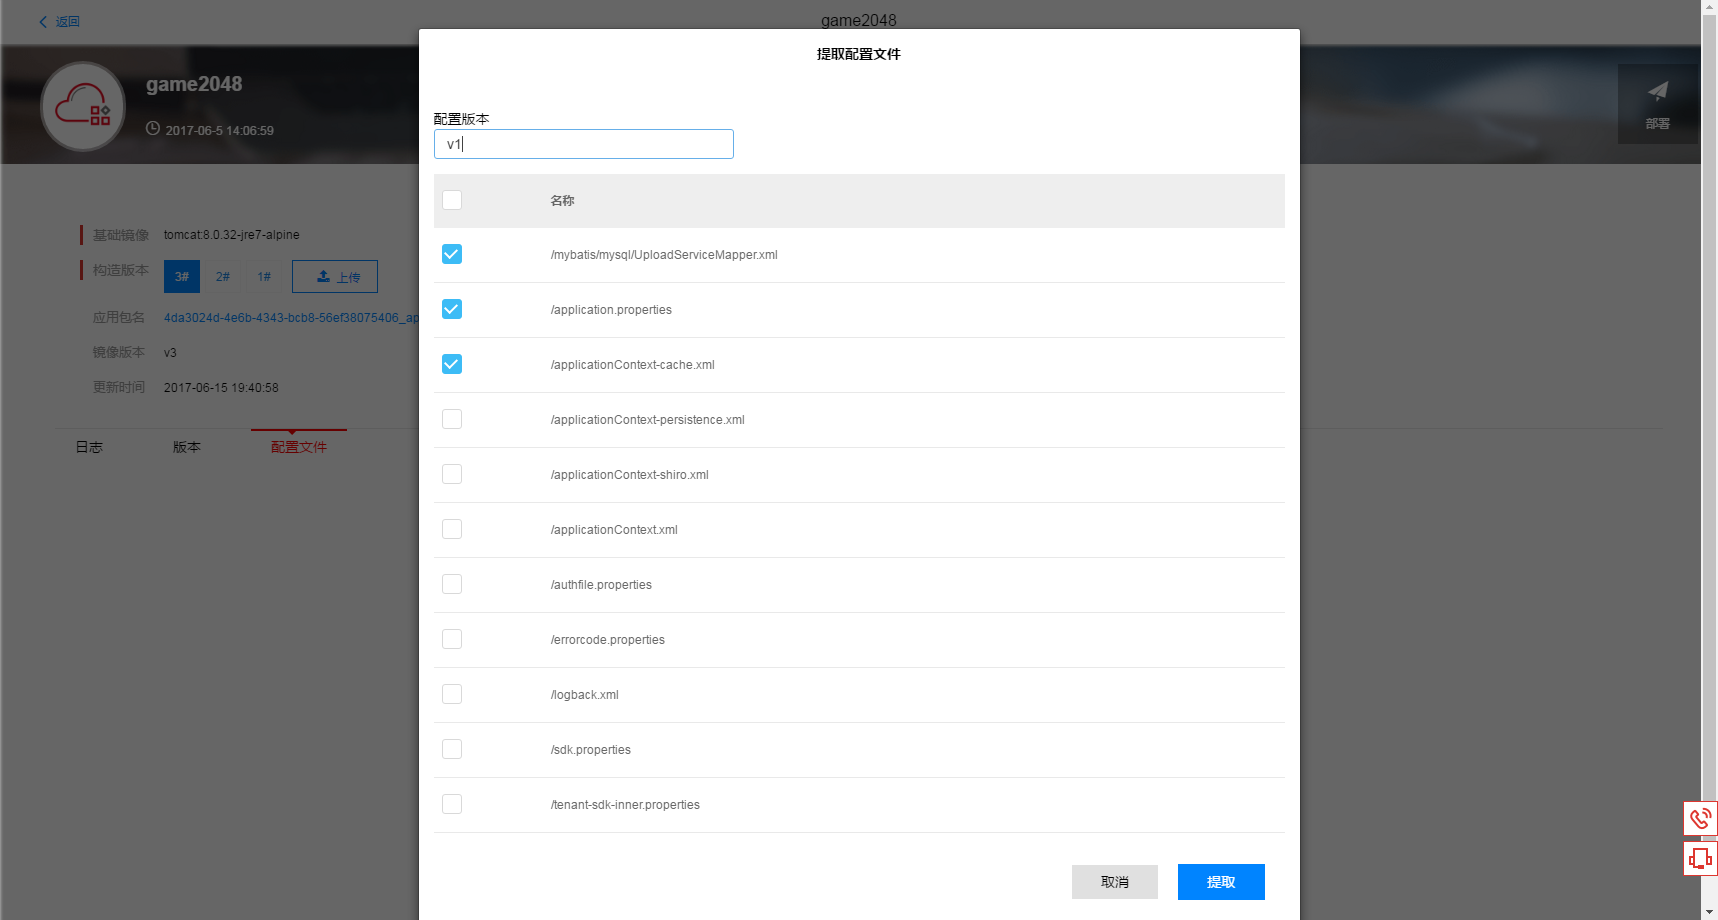 返回
game2048
game2048
2017-06-5 14:06:59
部署
基础镜像 tomcat:8.0.32-jre7-alpine
构造版本 3# 2# 1# 上传
应用包名 4da3024d-4e6b-4343-bcb8-56ef38075406_ap
镜像版本 v3
更新时间 2017-06-15 19:40:58
日志 版本 配置文件
提取配置文件
配置版本
v1
名称
/mybatis/mysql/UploadServiceMapper.xml
/application.properties
/applicationContext-cache.xml
/applicationContext-persistence.xml
/applicationContext-shiro.xml
/applicationContext.xml
/authfile.properties
/errorcode.properties
/logback.xml
/sdk.properties
/tenant-sdk-inner.properties
取消 提取